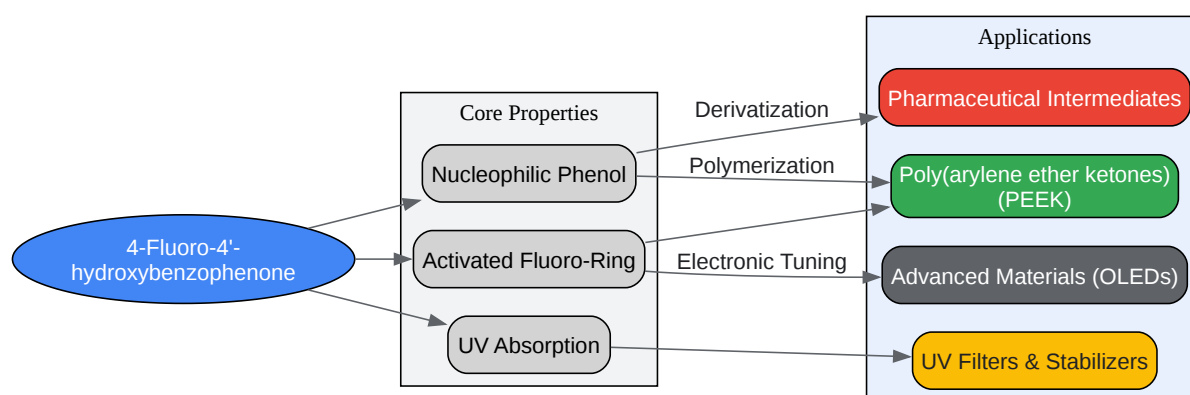 4-Fluoro-4'-
hydroxybenzophenone
Core Properties
Nucleophilic Phenol
Activated Fluoro-Ring
UV Absorption
Derivatization
Polymerization
Electronic Tuning
Applications
Pharmaceutical Intermediates
Poly(arylene ether ketones)
(PEEK)
Advanced Materials (OLEDs)
UV Filters & Stabilizers